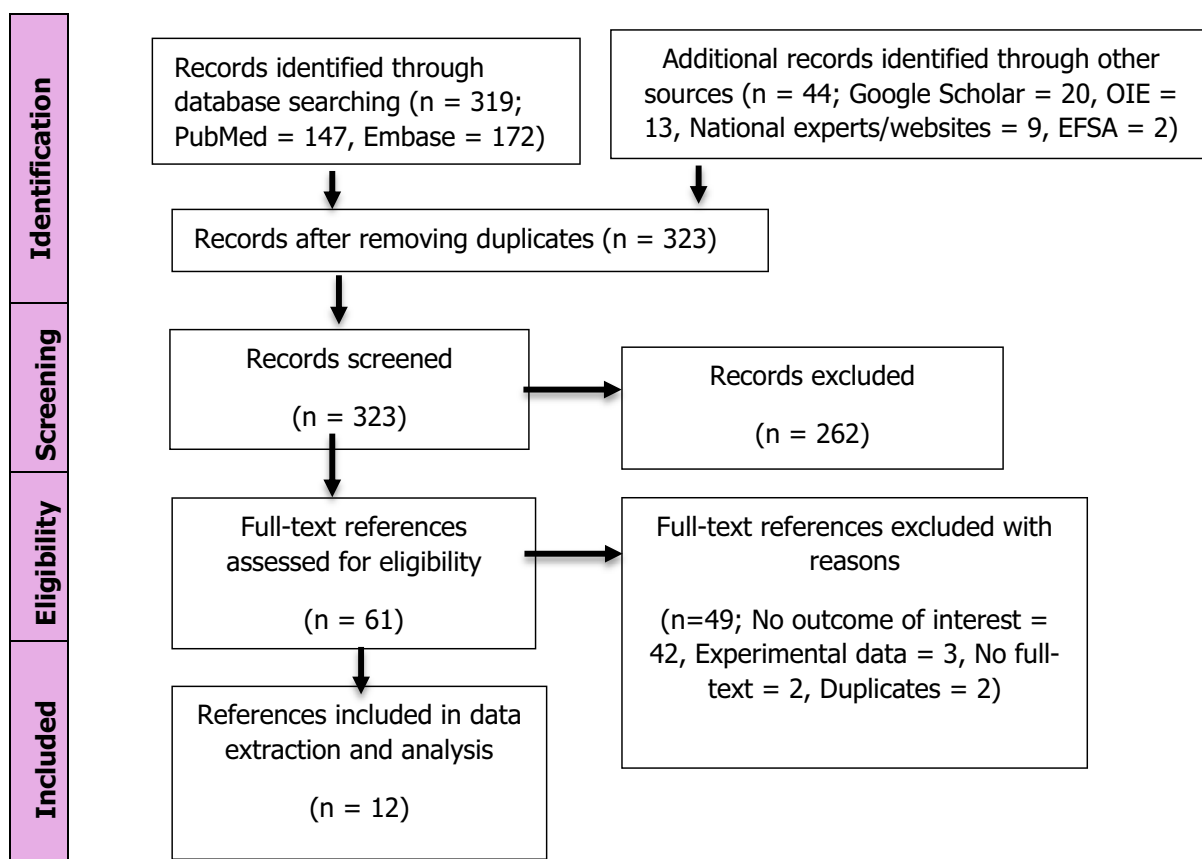 Identification
Records identified through
database searching (n = 319;
PubMed = 147, Embase = 172)
Additional records identified through other
sources (n = 44; Google Scholar = 20, OIE =
13, National experts/websites = 9, EFSA = 2)
Records after removing duplicates (n = 323)
Screening
Records screened
(n = 323)
Records excluded
(n = 262)
Eligibility
Full-text references
assessed for eligibility
(n = 61)
Full-text references excluded with
reasons
(n=49; No outcome of interest =
42, Experimental data = 3, No full-
text = 2, Duplicates = 2)
Included
References included in data
extraction and analysis
(n = 12)